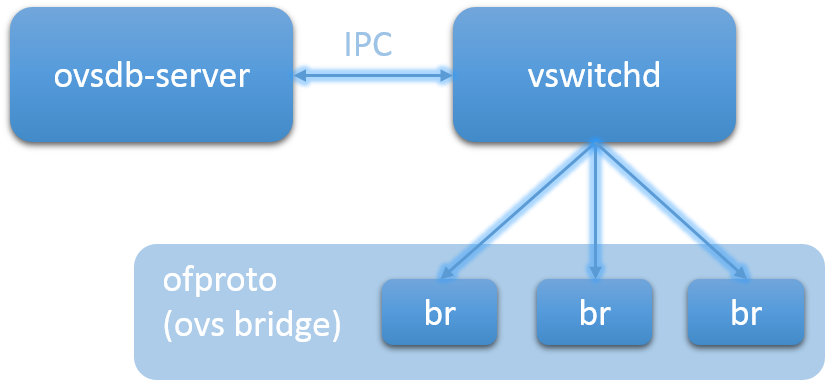 ovsdb-server
IPC
vswitchd
ofproto
(ovs bridge)
br
br
br